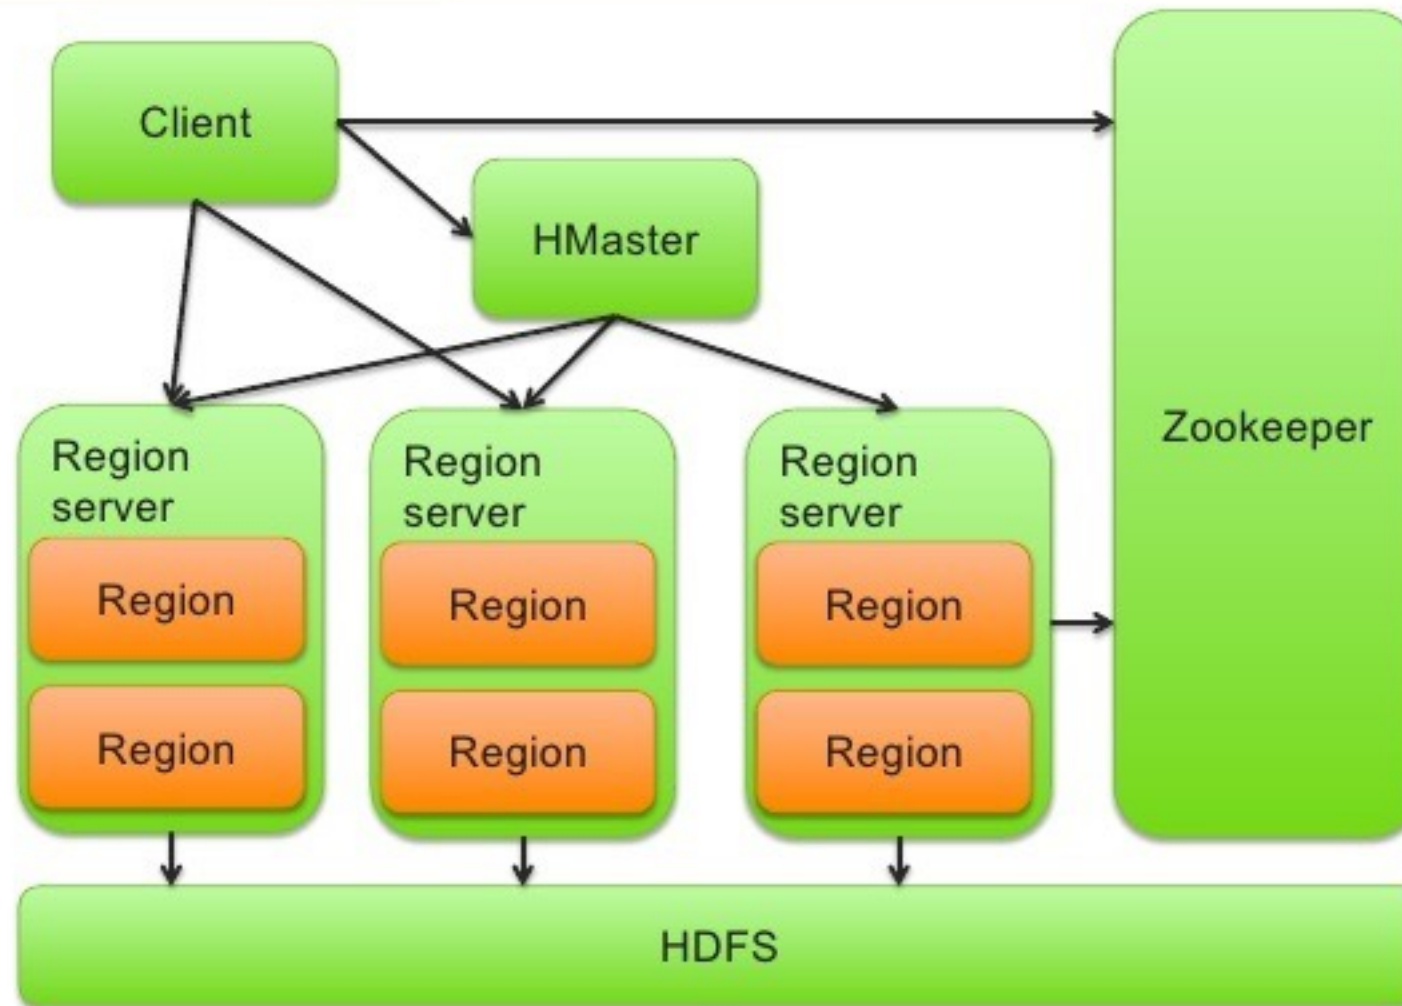 Client
HMaster
Zookeeper
Region
server
Region
Region
Region
server
Region
Region
Region
server
Region
Region
HDFS